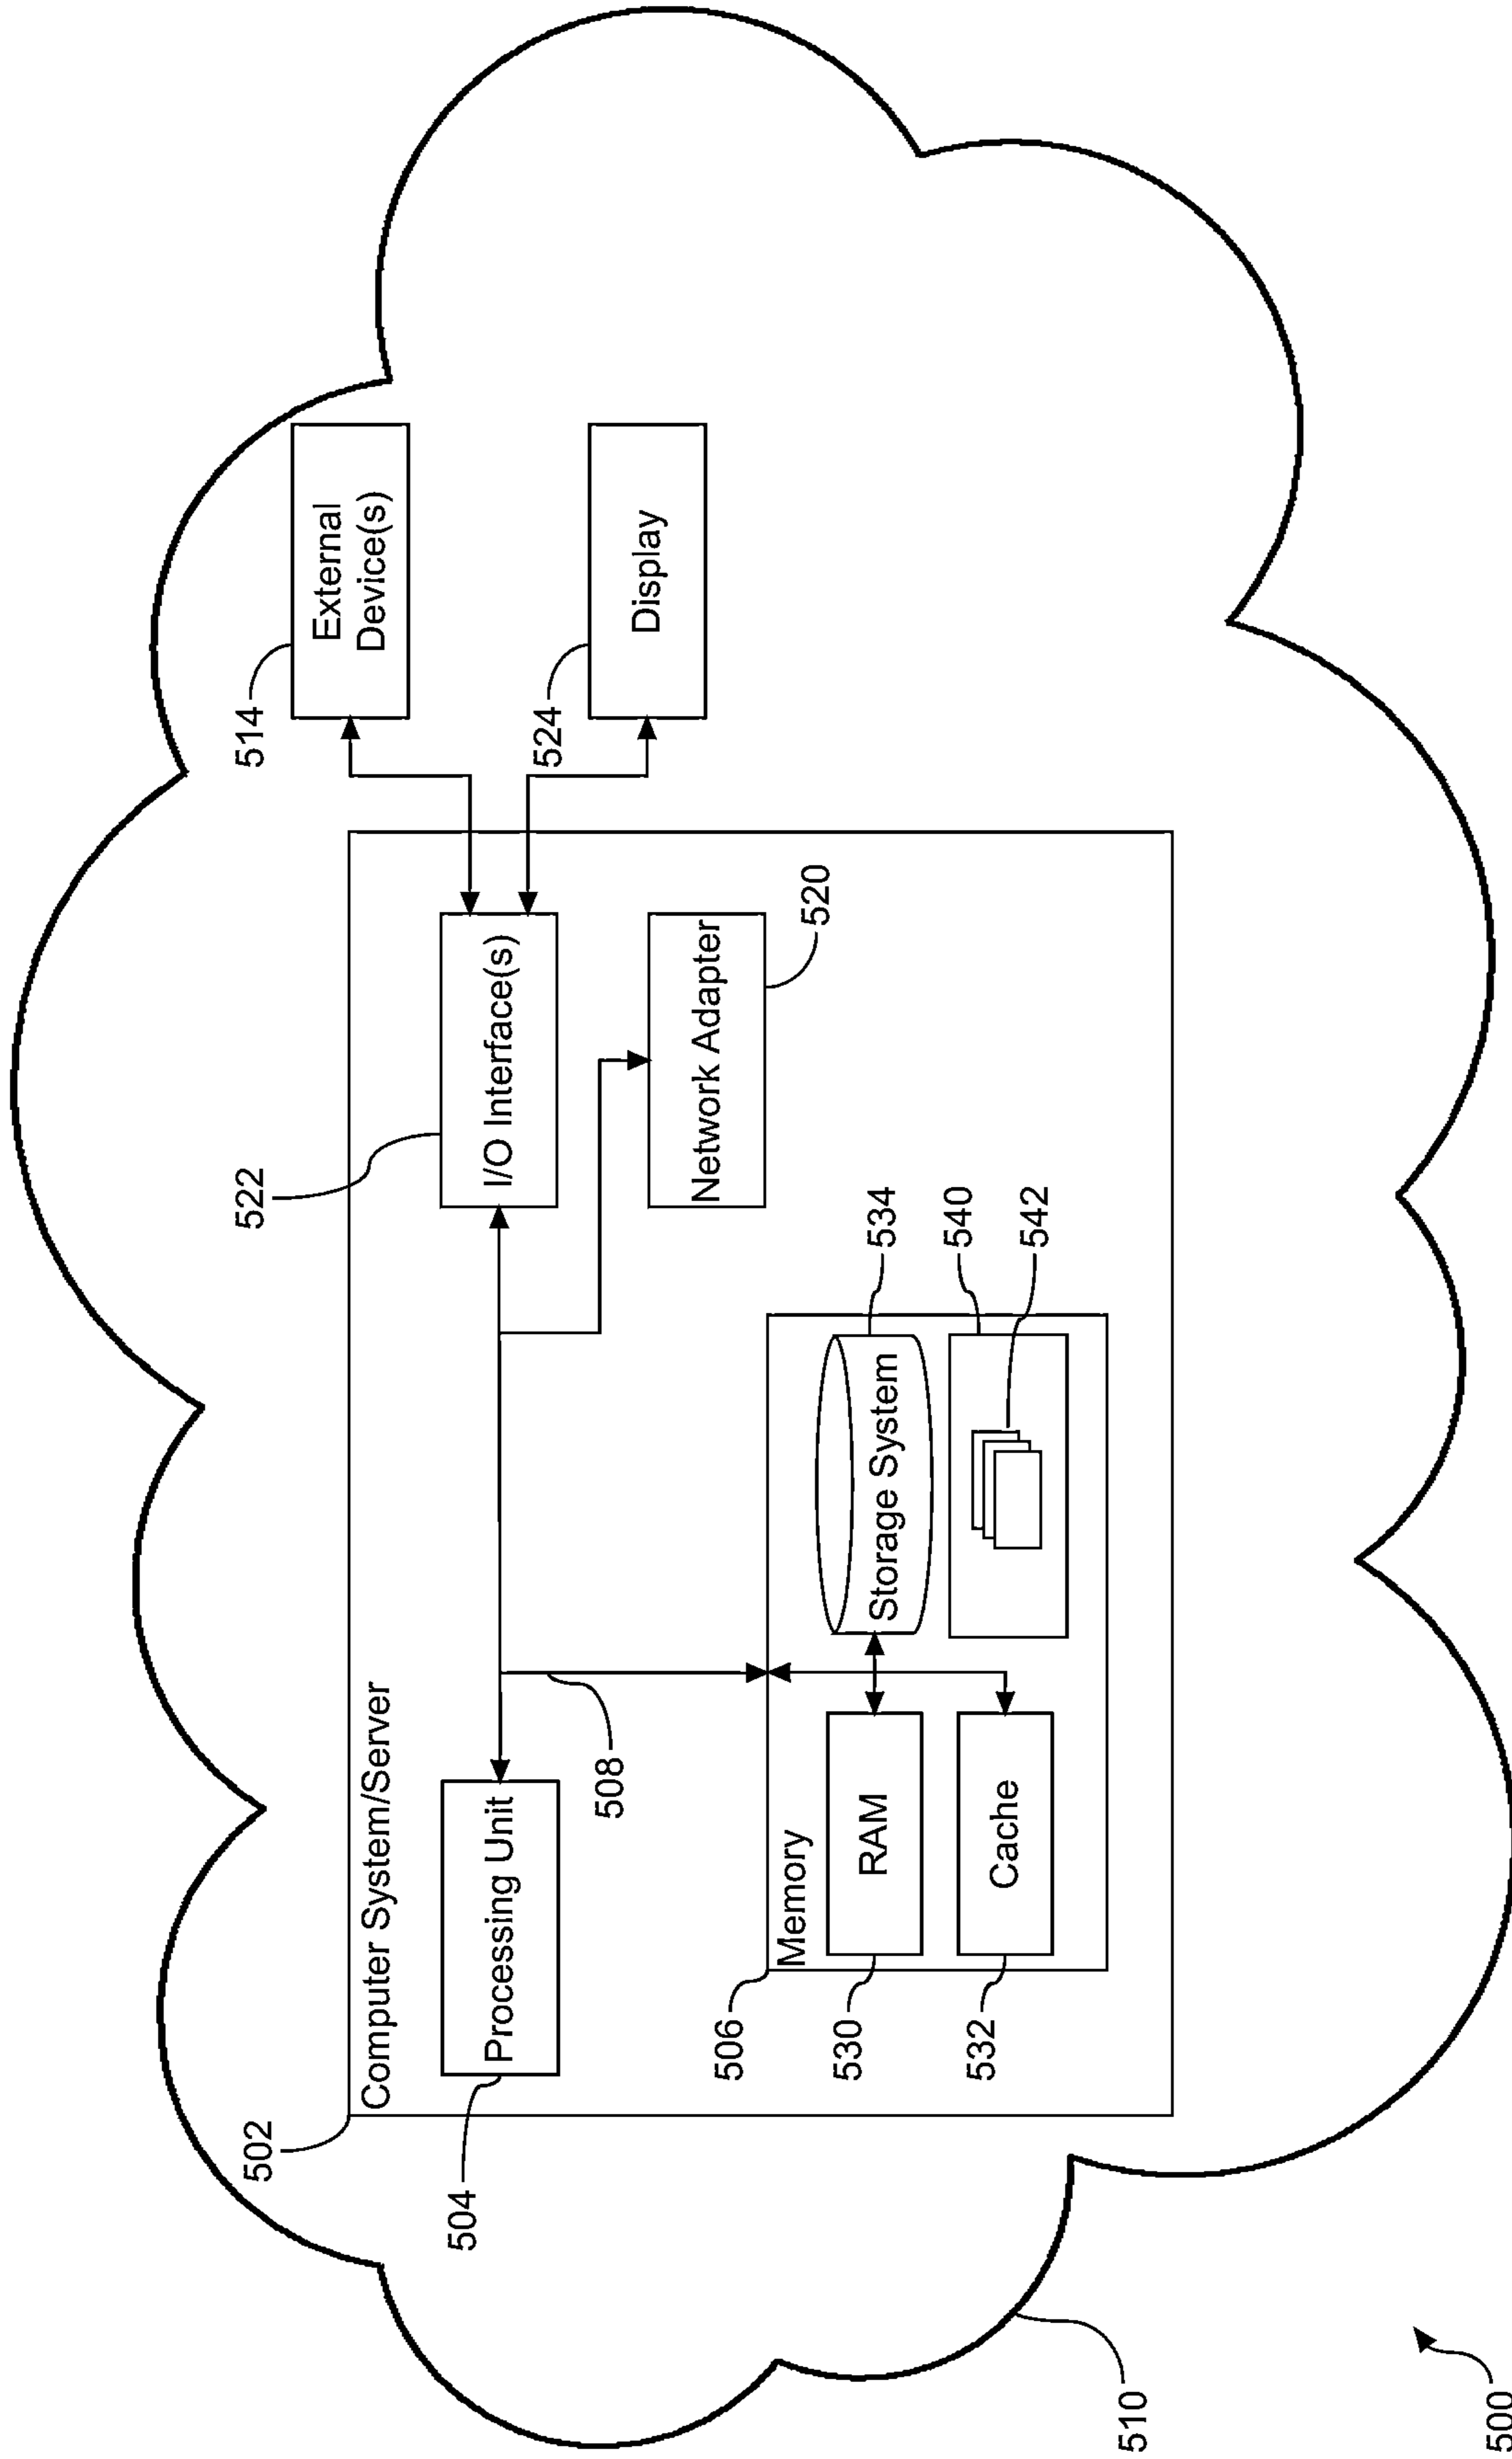 502
Computer System/Server
504
Processing Unit
508
522
I/O Interface(s)
514
External
Device(s)
524
Display
Network Adapter
520
506
Memory
530
RAM
532
Cache
Storage System
534
540
542
510
500